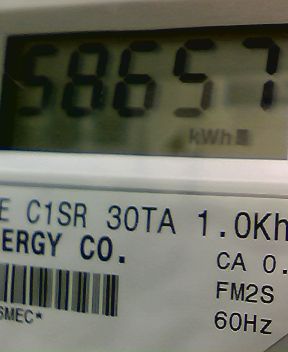 58657
kWh
E C1SR 30TA 1.0Kh
ERGY CO.
CA 0.
FM2S
60Hz
SMEC*